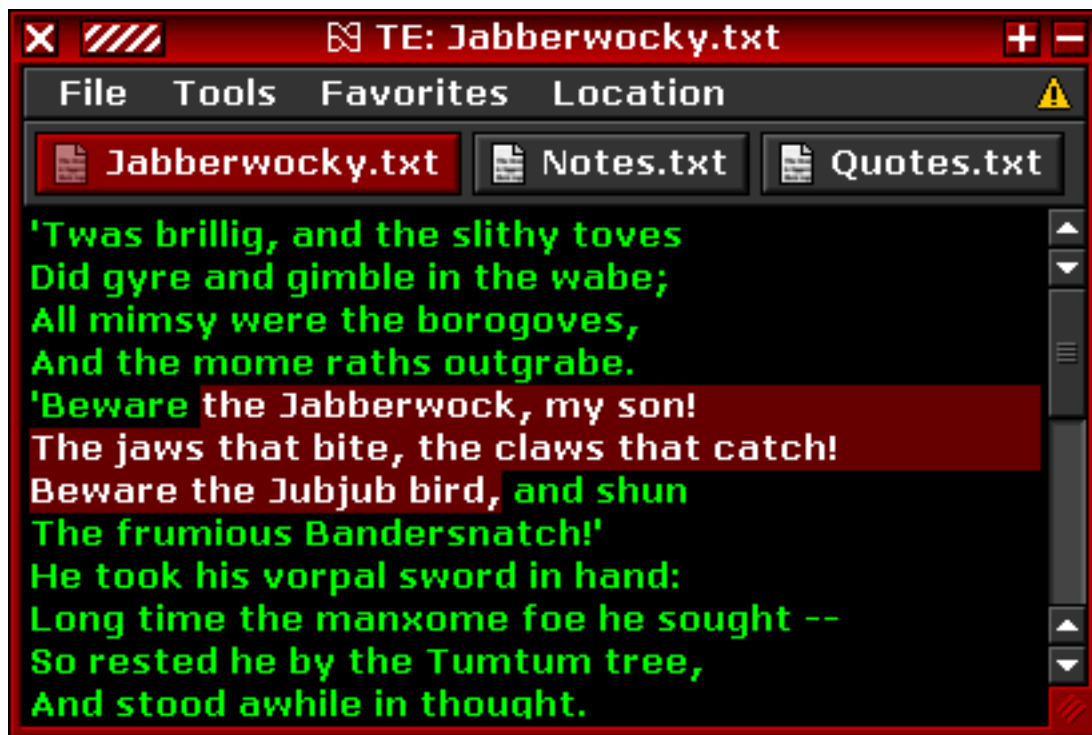 TE: Jabberwocky.txt
File Tools Favorites Location
Jabberwocky.txt Notes.txt Quotes.txt
'Twas brillig, and the slithy toves
Did gyre and gimble in the wabe;
All mimsy were the borogoves,
And the mome raths outgrabe.
'Beware the Jabberwock, my son!
The jaws that bite, the claws that catch!
Beware the Jubjub bird, and shun
The frumious Bandersnatch!'
He took his vorpal sword in hand:
Long time the manxome foe he sought --
So rested he by the Tumtum tree,
And stood awhile in thought.